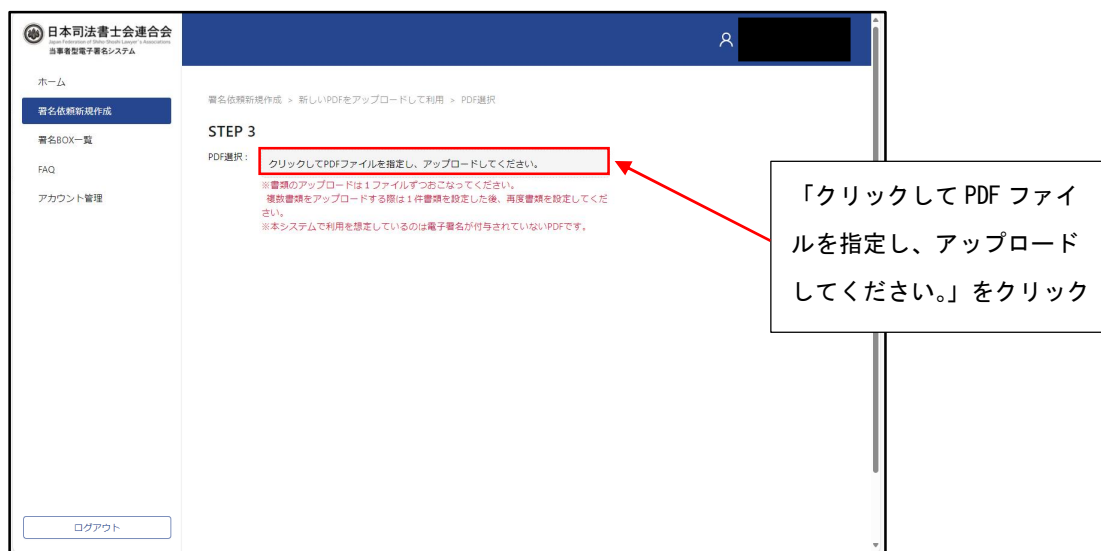 日本司法書士会連合会
Japan Federation of Shiho-Shoshi Lawyer's Associations
当事者型電子署名システム
ホーム
署名依頼新規作成
署名BOX一覧
FAQ
アカウント管理
ログアウト
署名依頼新規作成 > 新しいPDFをアップロードして利用 > PDF選択
STEP 3
PDF選択：
クリックしてPDFファイルを指定し、アップロードしてください。
※書類のアップロードは１ファイルずつおこなってください。
複数書類をアップロードする際は１件書類を設定した後、再度書類を設定してくだ
さい。
※本システムで利用を想定しているのは電子署名が付与されていないPDFです。
「クリックして PDF ファイ
ルを指定し、アップロード
してください。」をクリック